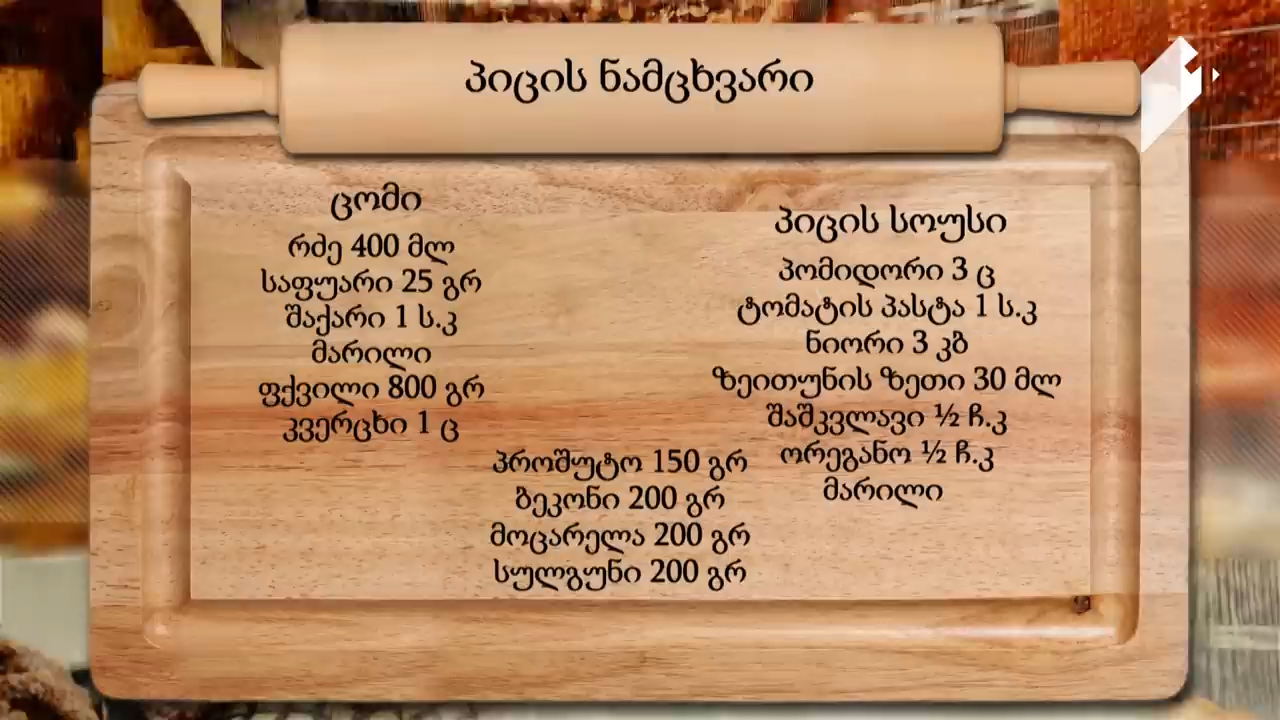 პიცის ნამცხვარი
ცომი
რძე 400 მლ
საფუარი 25 გრ
შაქარი 1 ს.კ
მარილი
ფქვილი 800 გრ
კვერცხი 1 ც
პიცის სოუსი
პომიდორი 3 ც
ტომატის პასტა 1 ს.კ
ნიორი 3 კბ
ზეითუნის ზეთი 30 მლ
შაშკვლავი ½ ჩ.კ
ორეგანო ½ ჩ.კ
მარილი
პროშუტო 150 გრ
ბეკონი 200 გრ
მოცარელა 200 გრ
სულგუნი 200 გრ